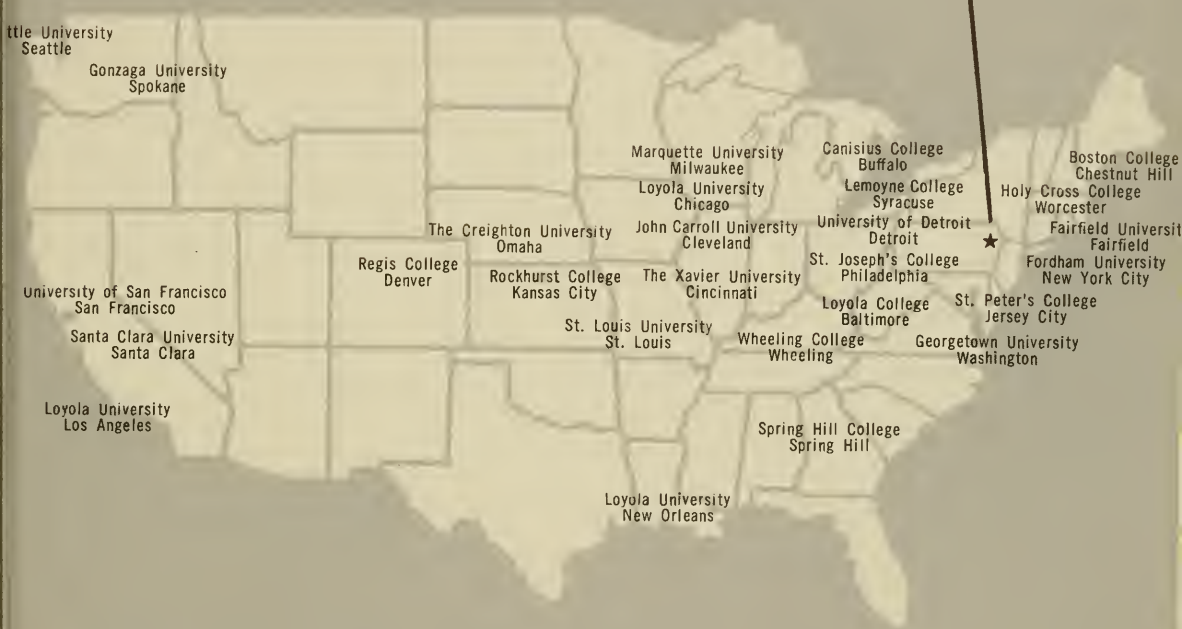 ttle University
Seattle
Gonzaga University
Spokane
Marquette University
Milwaukee
Canisius College
Buffalo
Boston College
Chestnut Hill
Loyola University
Chicago
Lemoyne College
Syracuse
Holy Cross College
Worcester
The Creighton University
Omaha
John Carroll University
Cleveland
University of Detroit
Detroit
Fairfield Universit
Fairfield
Regis College
Denver
Rockhurst College
Kansas City
The Xavier University
Cincinnati
St. Joseph's College
Philadelphia
Fordham University
New York City
University of San Francisco
San Francisco
Loyola College
Baltimore
St. Peter's College
Jersey City
Santa Clara University
Santa Clara
St. Louis University
St. Louis
Wheeling College
Wheeling
Georgetown University
Washington
Loyola University
Los Angeles
Spring Hill College
Spring Hill
Loyola University
New Orleans